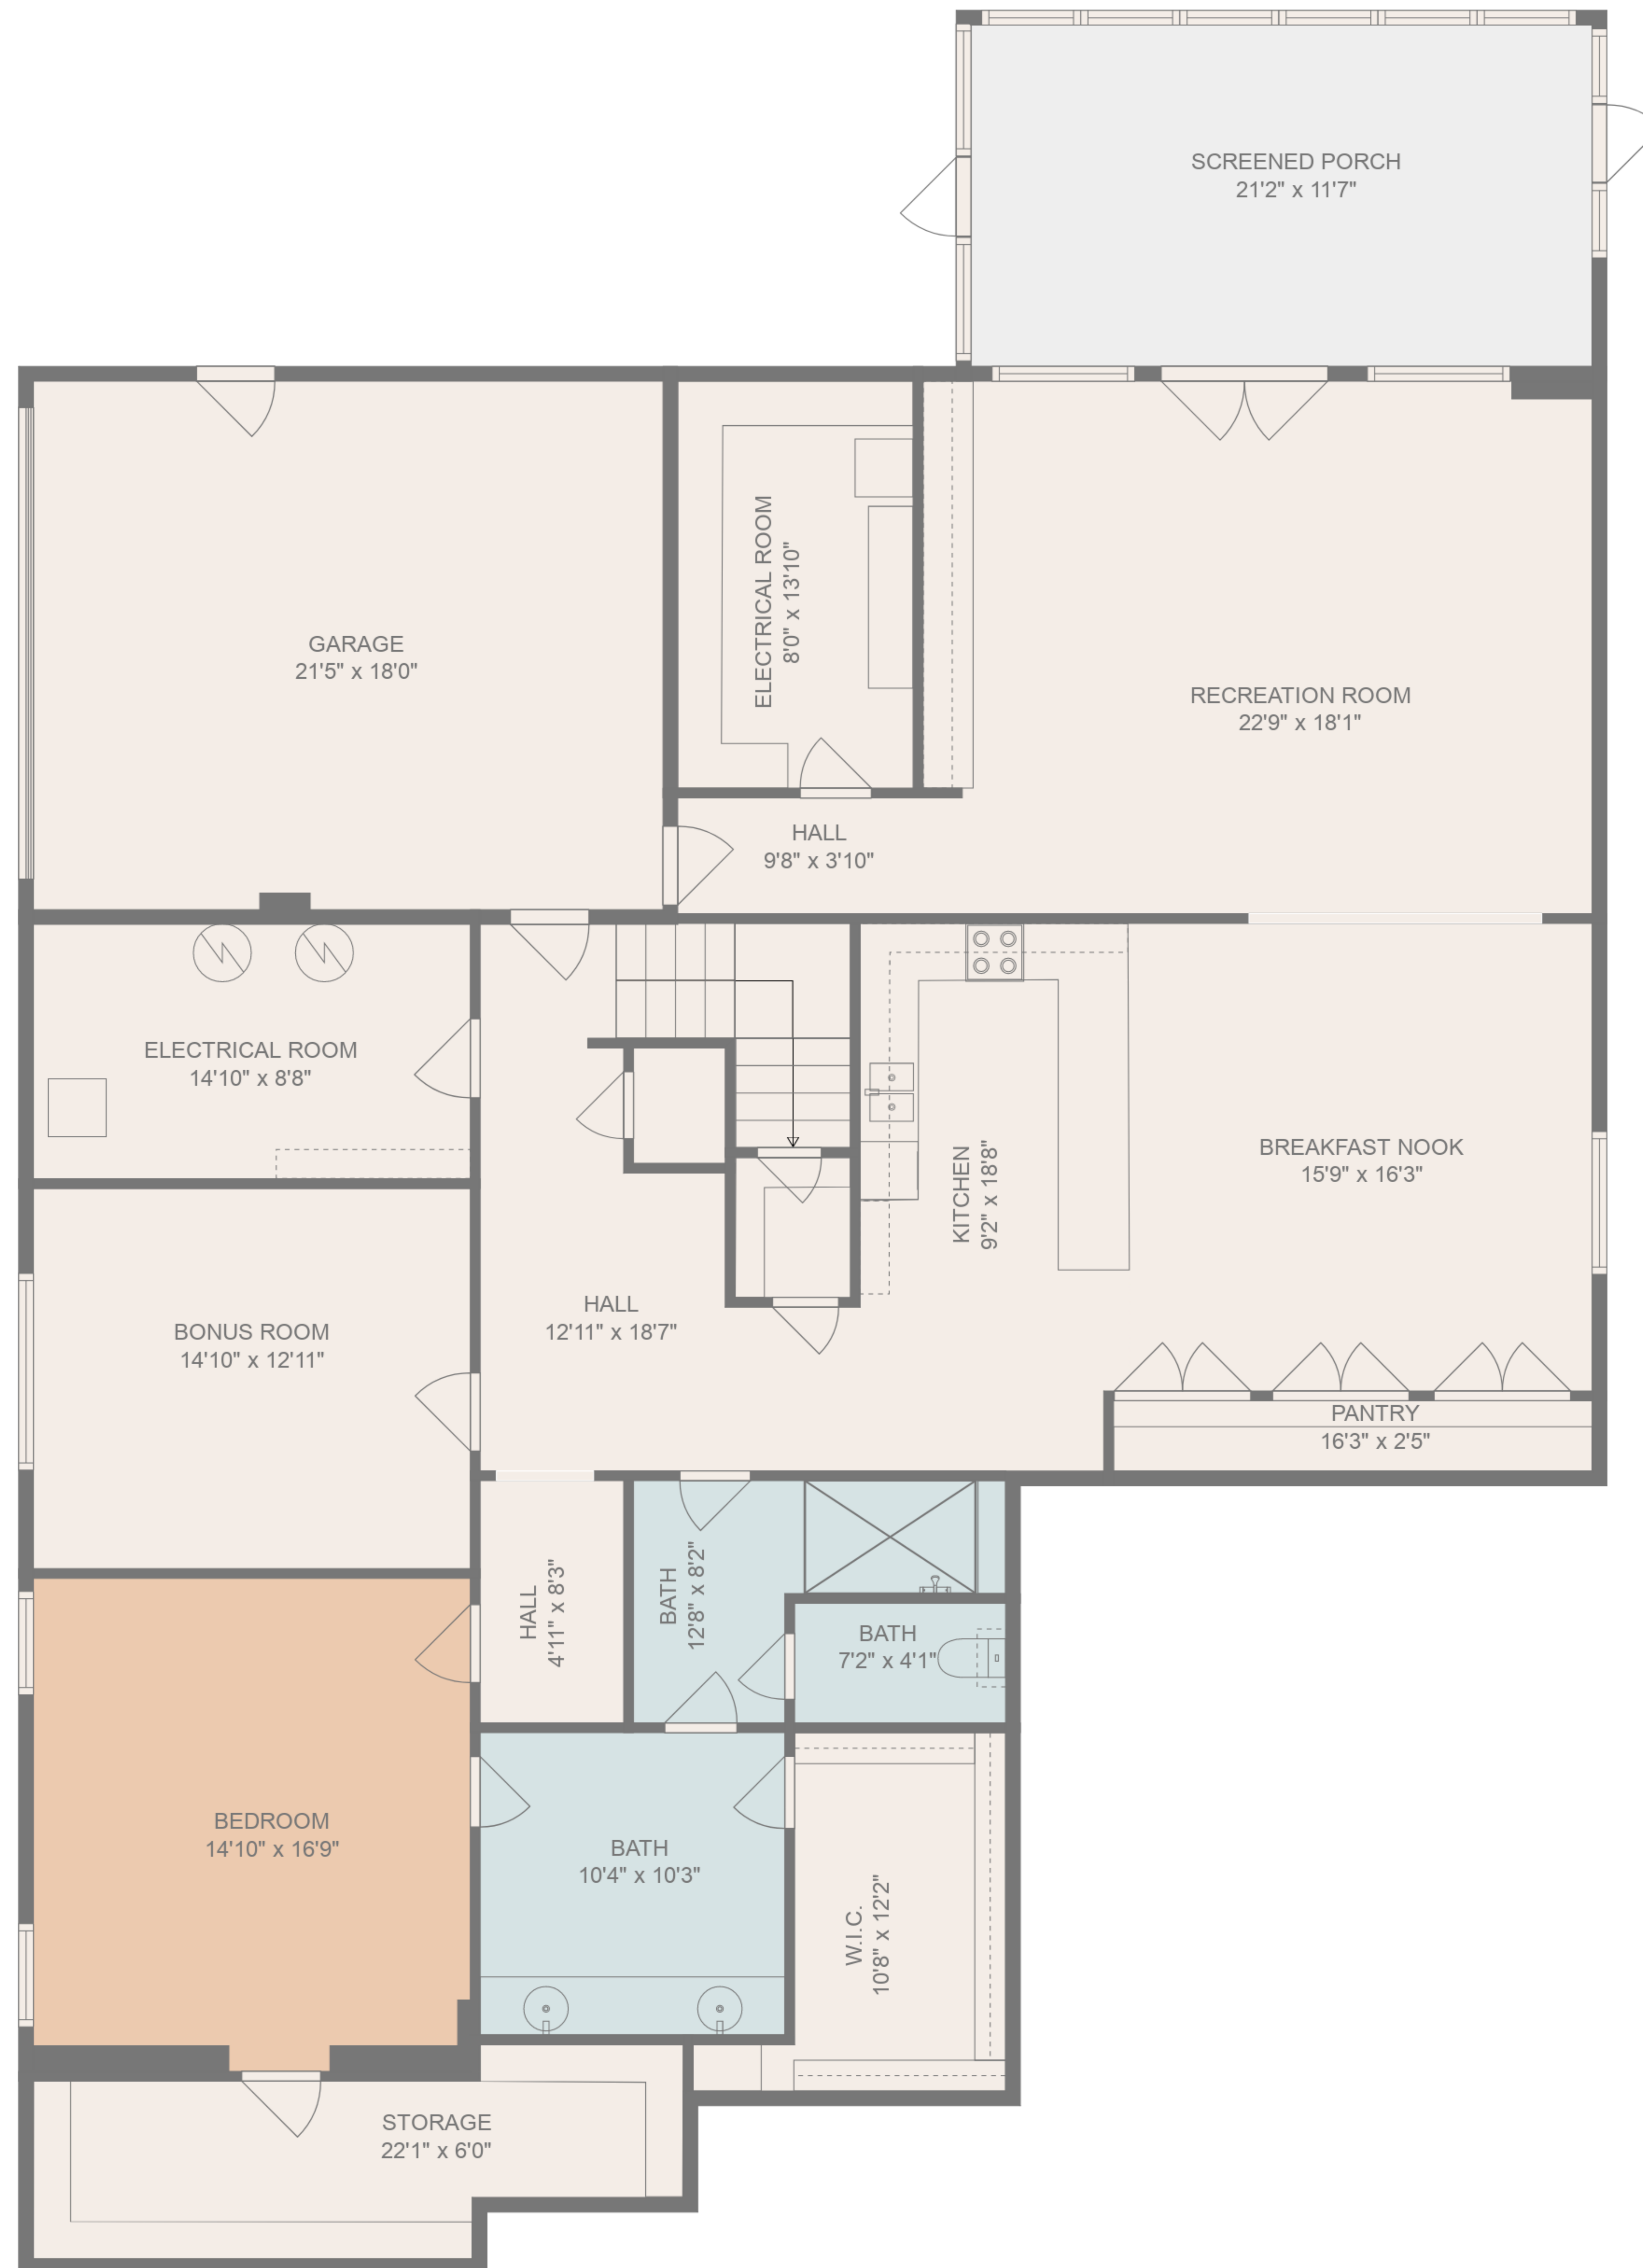 SCREENED PORCH
21'2" x 11'7"
GARAGE
21'5" x 18'0"
ELECTRICAL ROOM
8'0" x 13'10"
RECREATION ROOM
22'9" x 18'1"
HALL
9'8" x 3'10"
ELECTRICAL ROOM
14'10" x 8'8"
KITCHEN
9'2" x 18'8"
BREAKFAST NOOK
15'9" x 16'3"
HALL
12'11" x 18'7"
BONUS ROOM
14'10" x 12'11"
PANTRY
16'3" x 2'5"
HALL
4'11" x 8'3"
BATH
12'8" x 8'2"
BATH
7'2" x 4'1"
BEDROOM
14'10" x 16'9"
BATH
10'4" x 10'3"
W.I.C.
10'8" x 12'2"
STORAGE
22'1" x 6'0"